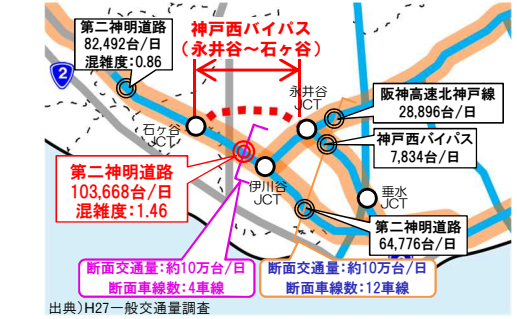 第二神明道路
82,492台/日
混雑度:0.86
神戸西バイパス
(永井谷~石ヶ谷)
2
永井谷
JCT
阪神高速北神戸線
28,896台/日
石ヶ谷
JCT
神戸西バイパス
7,834台/日
第二神明道路
103,668台/日
混雑度:1.46
伊川谷
JCT
垂水
JCT
第二神明道路
64,776台/日
断面交通量:約10万台/日
断面車線数:4車線
断面交通量:約10万台/日
断面車線数:12車線
出典)H27一般交通量調査